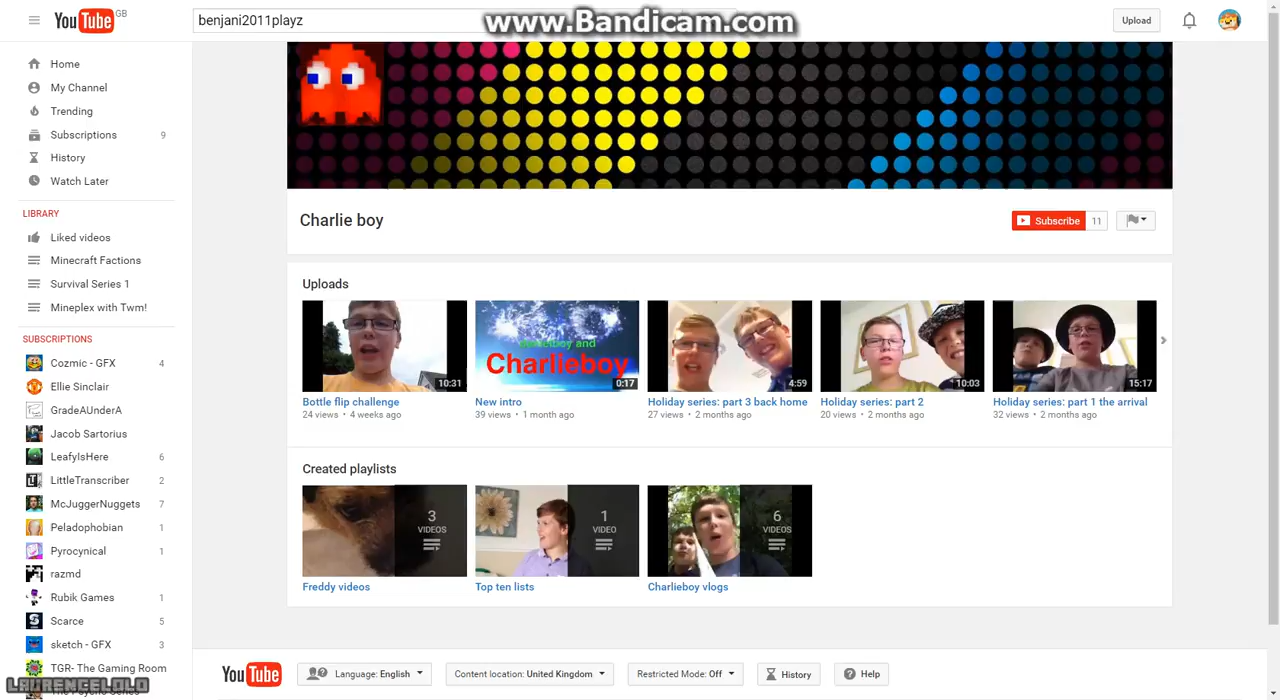 YouTube GB
benjani2011playz
www.Bandicam.com
Upload
Home
My Channel
Trending
Subscriptions 9
History
Watch Later
LIBRARY
Liked videos
Minecraft Factions
Survival Series 1
Mineplex with Twm!
SUBSCRIPTIONS
Cozmic - GFX 4
Ellie Sinclair
GradeAUnderA
Jacob Sartorius
LeafyIsHere 6
LittleTranscriber 2
McJuggerNuggets 7
Peladophobian 1
Pyrocynical 1
razmd
Rubik Games 1
Scarce 5
sketch - GFX 3
TGR- The Gaming Room
LAURENCELOLO
Charlie boy
Subscribe 11
Uploads
10:31
Bottle flip challenge
24 views • 4 weeks ago
Charlieboy
0:17
New intro
39 views • 1 month ago
4:59
Holiday series: part 3 back home
27 views • 2 months ago
10:03
Holiday series: part 2
20 views • 2 months ago
15:17
Holiday series: part 1 the arrival
32 views • 2 months ago
Created playlists
3
VIDEOS
Freddy videos
1
VIDEO
Top ten lists
6
VIDEOS
Charlieboy vlogs
YouTube
Language: English
Content location: United Kingdom
Restricted Mode: Off
History
Help